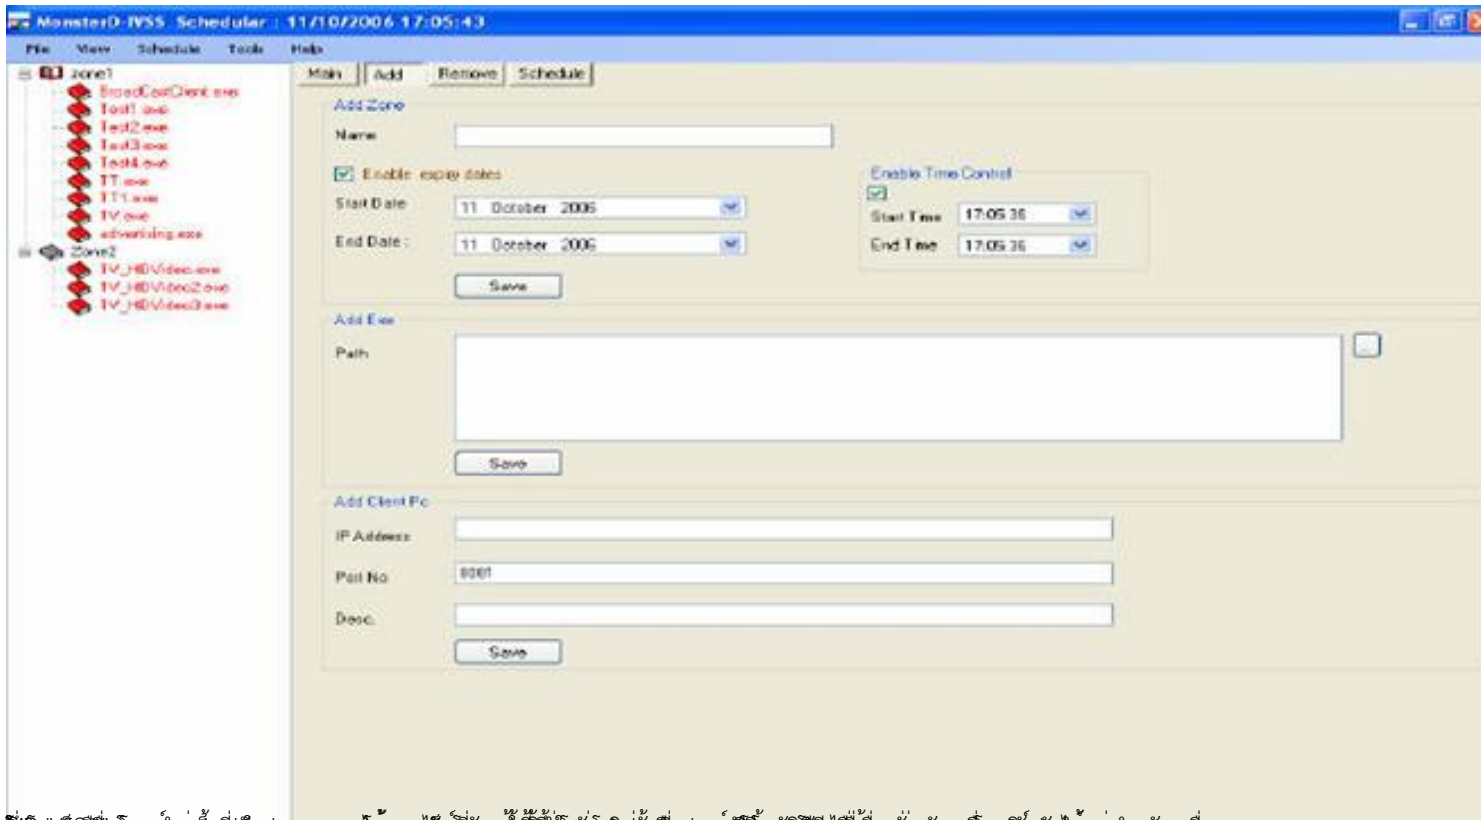 MonsterD-IVSS Schedular : 11/10/2006 17:05:43
File View Schedule Tools Help
zone1
BroadCastClient.exe
Test1.exe
Test2.exe
Test3.exe
Test4.exe
TT.exe
TT1.exe
TV.exe
advertising.exe
Zone2
TV_HDVideo.exe
TV_HDVideo2.exe
TV_HDVideo3.exe
Main Add Remove Schedule
Add Zone
Name
Enable expiry dates
Start Date 11 October 2006
End Date : 11 October 2006
Save
Enable Time Control
Start Time 17:05:36
End Time 17:05:36
Add Exe
Path
...
Save
Add Client Pc
IP Address
Port No 8081
Desc.
Save